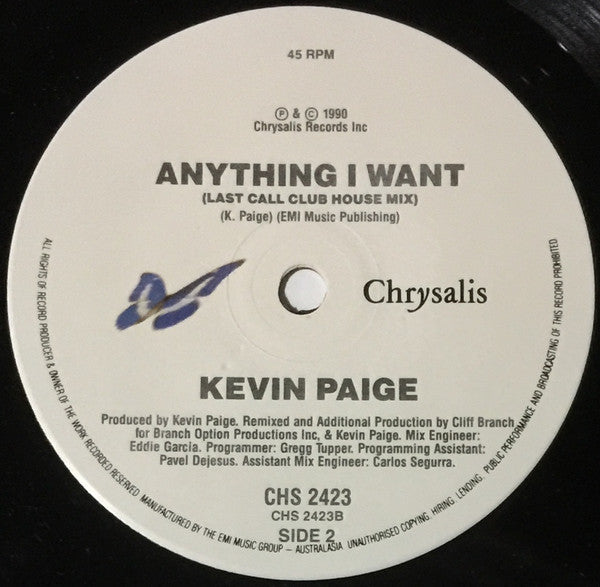 45 RPM
Ⓟ & © 1990
Chrysalis Records Inc
ANYTHING I WANT
(LAST CALL CLUB HOUSE MIX)
(K. Paige) (EMI Music Publishing)
Chrysalis
KEVIN PAIGE
Produced by Kevin Paige. Remixed and Additional Production by Cliff Branch
for Branch Option Productions Inc, & Kevin Paige. Mix Engineer:
Eddie Garcia. Programmer: Gregg Tupper. Programming Assistant:
Pavel Dejesus. Assistant Mix Engineer: Carlos Segurra.
CHS 2423
CHS 2423B
SIDE 2
ALL RIGHTS OF RECORD PRODUCER & OWNER OF THE WORK RECORDED RESERVED. MANUFACTURED BY THE EMI MUSIC GROUP – AUSTRALASIA UNAUTHORISED COPYING, HIRING, LENDING, PUBLIC PERFORMANCE AND BROADCASTING OF THIS RECORD PROHIBITED.